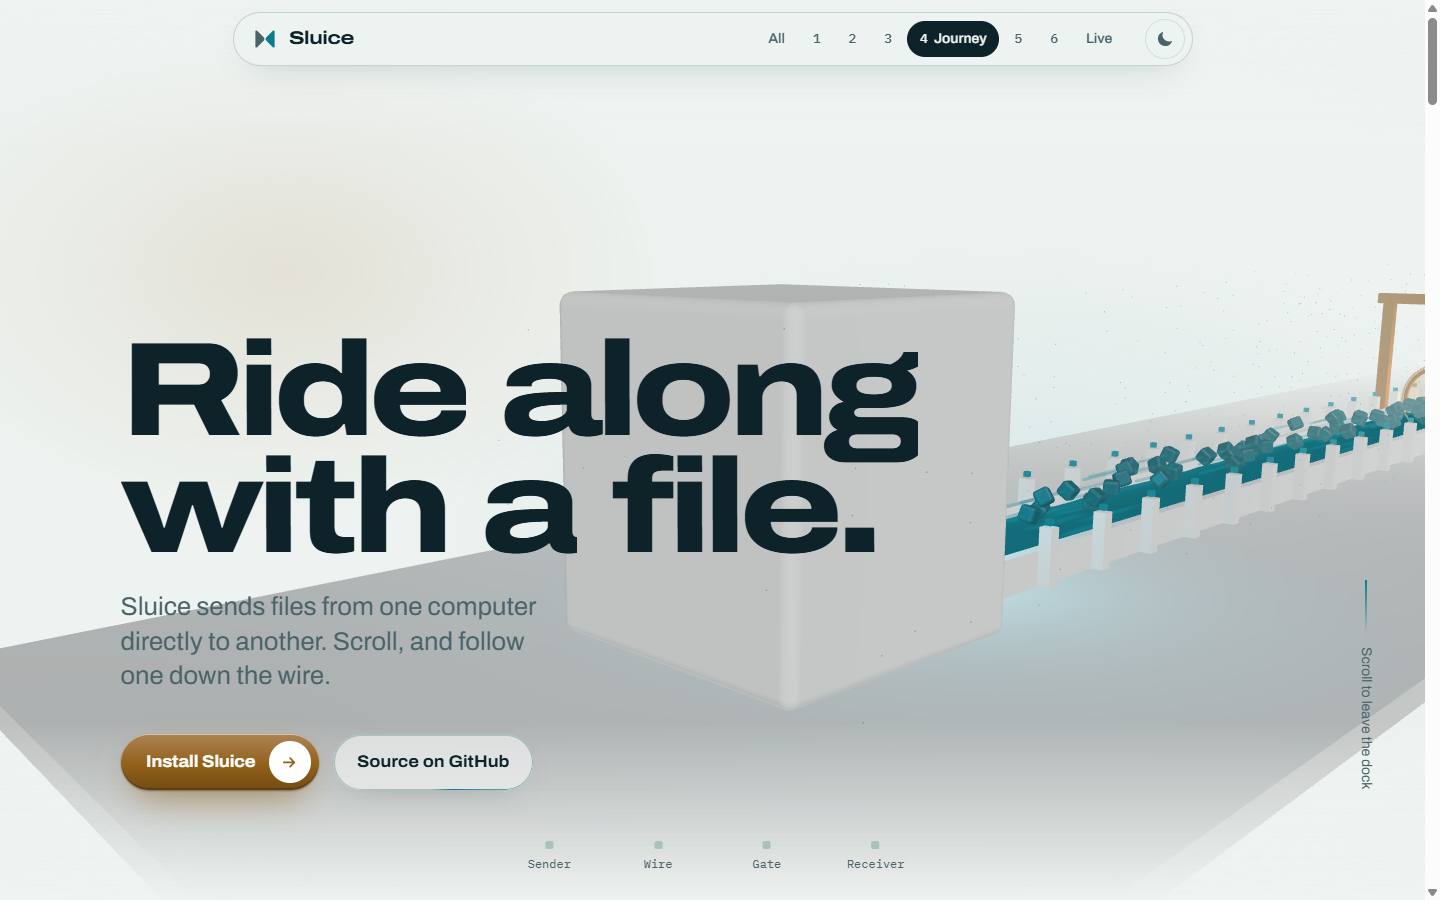 Sluice
All 1 2 3 4 Journey 5 6 Live
Ride along
with a file.
Sluice sends files from one computer
directly to another. Scroll, and follow
one down the wire.
Install Sluice
Source on GitHub
Scroll to leave the dock
Sender Wire Gate Receiver